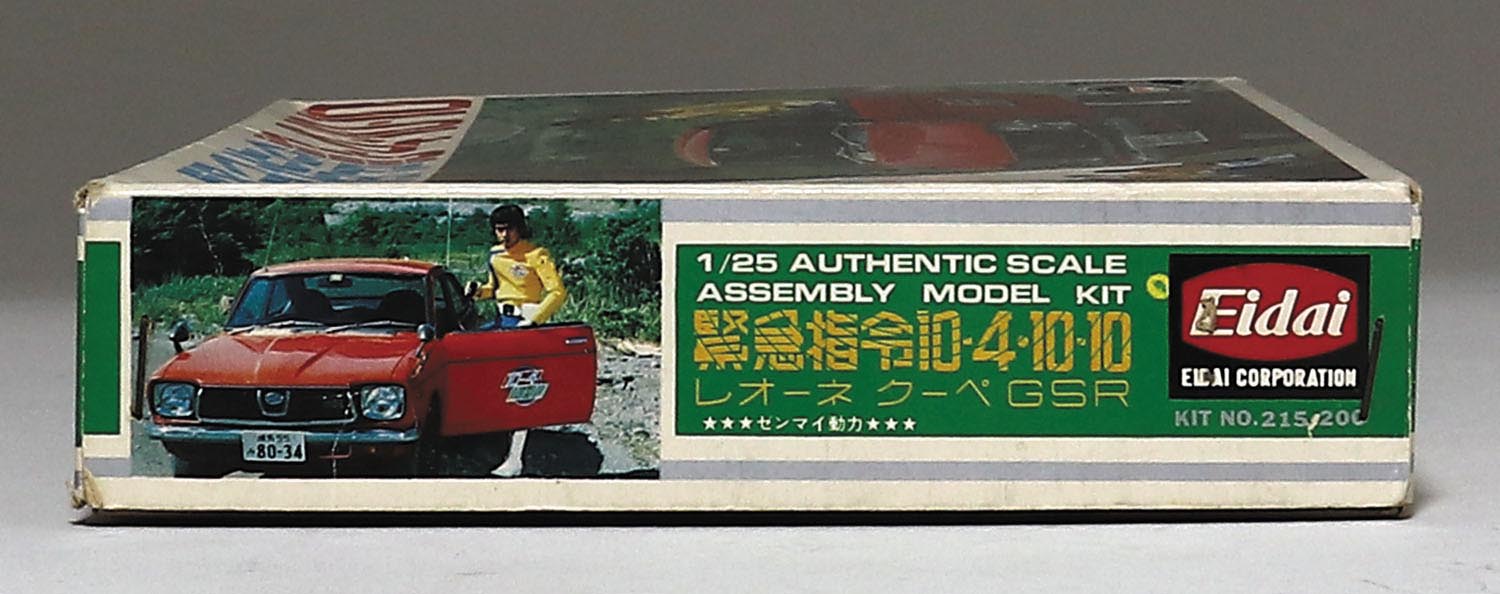 1/25 AUTHENTIC SCALE
ASSEMBLY MODEL KIT
緊急指令10-4・10・10
レオーネ クーペ GSR
★★★ゼンマイ動力★★★
Eidai
EIDAI CORPORATION
KIT NO.215
80-34